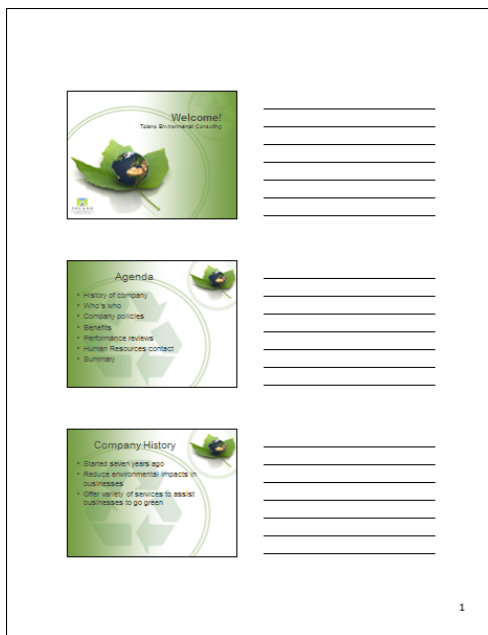 Welcome!
Tolano Environmental Consulting
TOLANO
Agenda
• History of company
• Who's who
• Company policies
• Benefits
• Performance reviews
• Human Resources contact
• Summary
Company History
• Started seven years ago
• Reduce environmental impacts in
businesses
• Offer variety of services to assist
businesses to go green
1